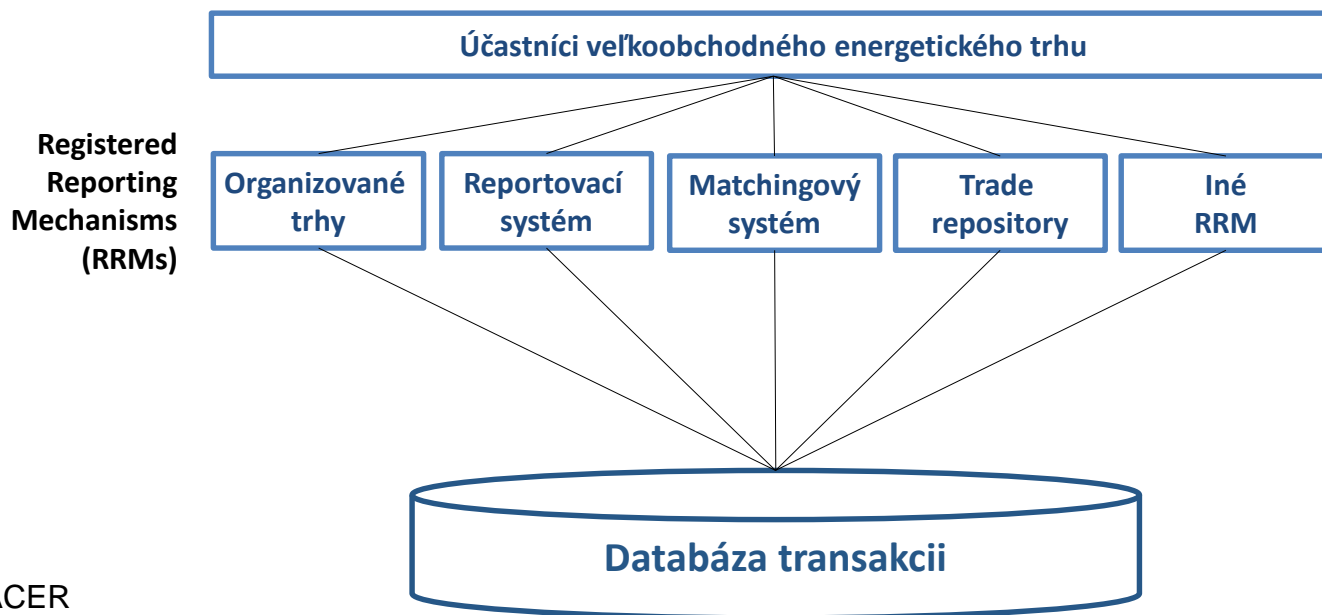 Účastníci veľkoobchodného energetického trhu
Registered
Reporting
Mechanisms
(RRMs)
Organizované
trhy
Reportovací
systém
Matchingový
systém
Trade
repository
Iné
RRM
Databáza transakcii
ACER